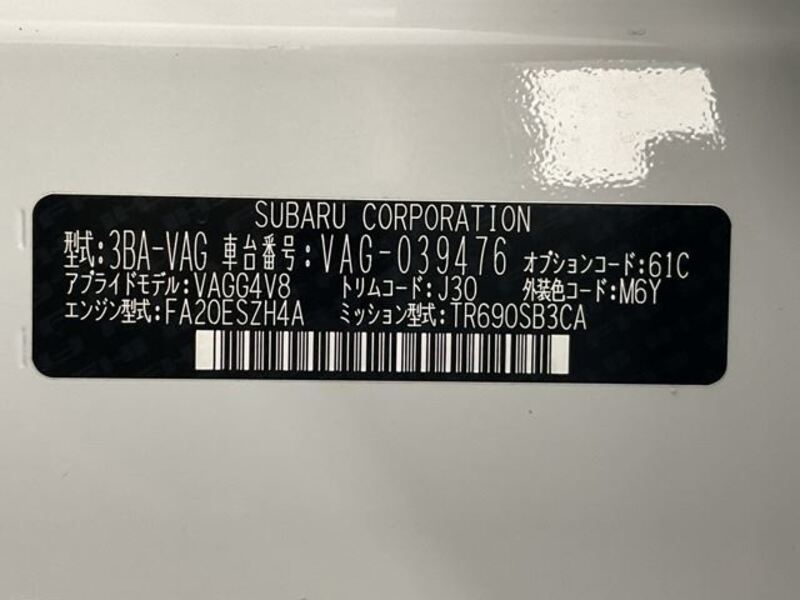 SUBARU CORPORATION
型式:3BA-VAG 車台番号:VAG-039476 オプションコード:61C
アプライドモデル:VAGG4V8 トリムコード:J30 外装色コード:M6Y
エンジン型式:FA20ESZH4A ミッション型式:TR690SB3CA